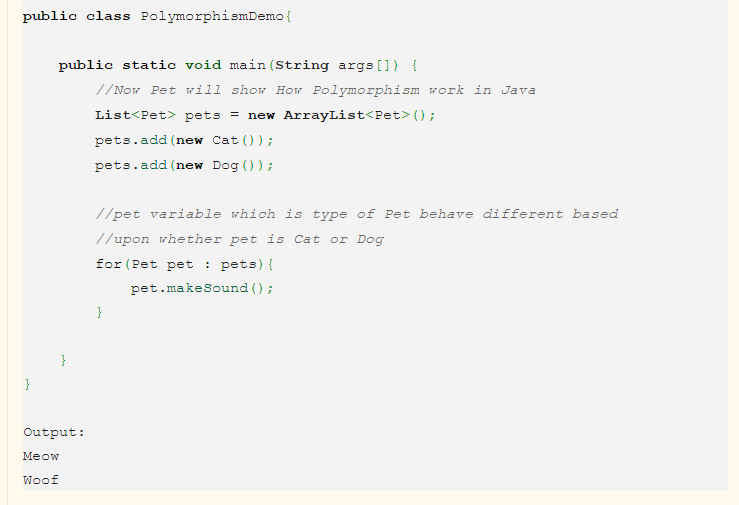 public class PolymorphismDemo{
public static void main(String args[]) {
//Now Pet will show How Polymorphism work in Java
List<Pet> pets = new ArrayList<Pet>();
pets.add(new Cat());
pets.add(new Dog());
//pet variable which is type of Pet behave different based
//upon whether pet is Cat or Dog
for(Pet pet : pets){
pet.makeSound();
}
}
}
Output:
Meow
Woof